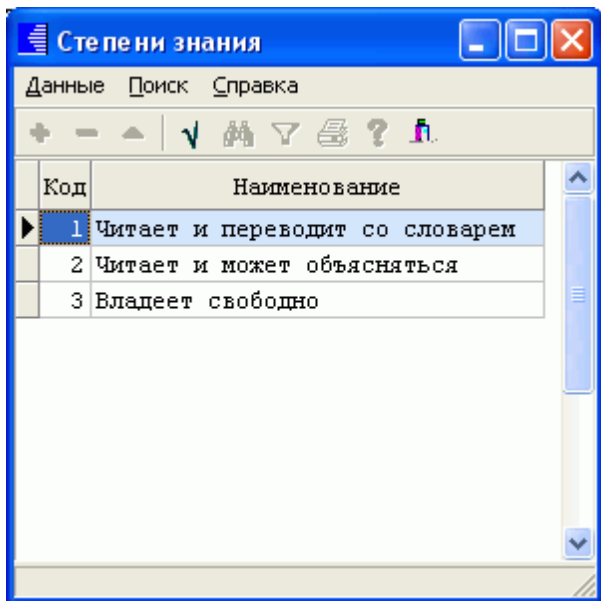 Степени знания
Данные Поиск Справка
Код Наименование
1 Читает и переводит со словарем
2 Читает и может объясняться
3 Владеет свободно